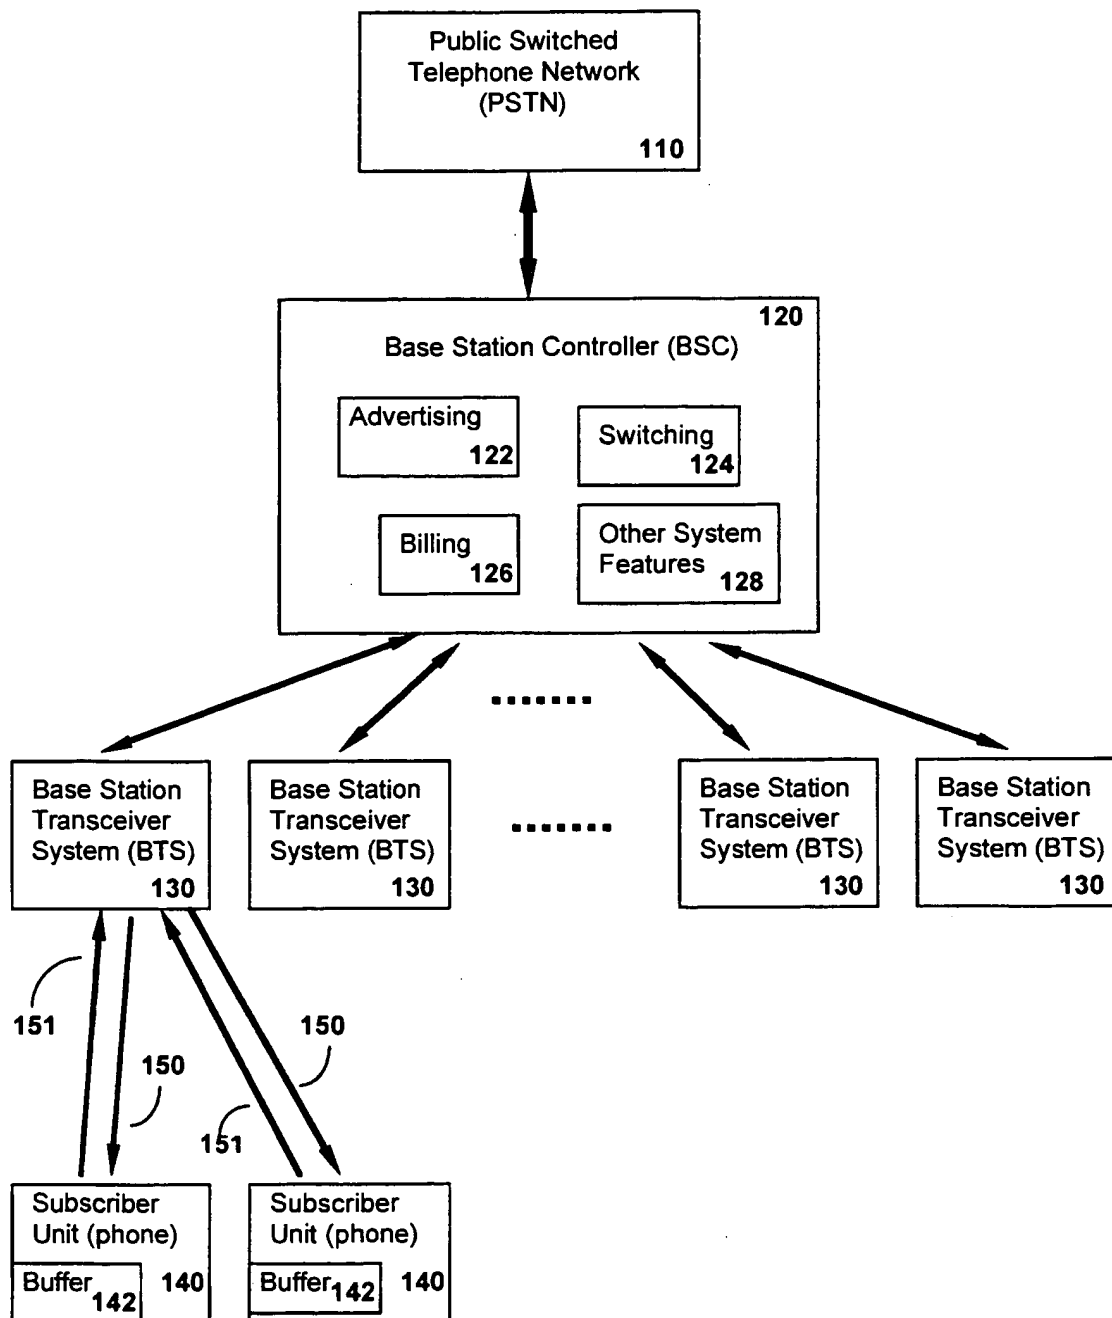 Public Switched
Telephone Network
(PSTN)
110
120
Base Station Controller (BSC)
Advertising
122
Switching
124
Billing
126
Other System
Features
128
Base Station
Transceiver
System (BTS)
130
Base Station
Transceiver
System (BTS)
130
Base Station
Transceiver
System (BTS)
130
Base Station
Transceiver
System (BTS)
130
151
150
150
151
Subscriber
Unit (phone)
Buffer
142
140
Subscriber
Unit (phone)
Buffer
142
140